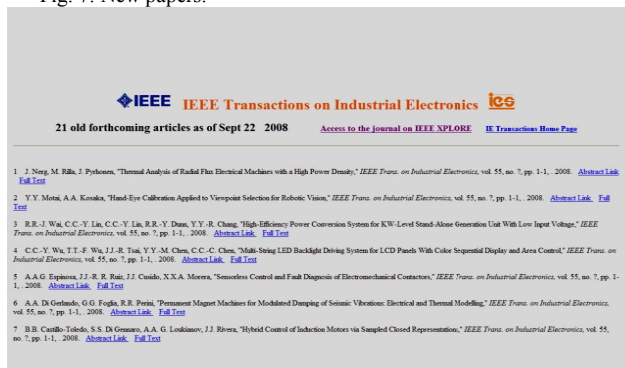 Fig. 7. New papers.
IEEE IEEE Transactions on Industrial Electronics ies
21 old forthcoming articles as of Sept 22 2008 Access to the journal on IEEE XPLORE IE Transactions Home Page
1 J. Nerg, M. Rilla, J. Pyrhonen, "Thermal Analysis of Radial Flux Electrical Machines with a High Power Density," IEEE Trans. on Industrial Electronics, vol. 55, no. ?, pp. 1-1, . 2008. Abstract Link
Full Text
2 Y.Y. Motai, A.A. Kosaka, "Hand-Eye Calibration Applied to Viewpoint Selection for Robotic Vision," IEEE Trans. on Industrial Electronics, vol. 55, no. ?, pp. 1-1, . 2008. Abstract Link Full
Text
3 R.R.-J. Wai, C.C.-Y. Lin, C.C.-Y. Lin, R.R.-Y. Dunn, Y.Y.-R. Chang, "High-Efficiency Power Conversion System for KW-Level Stand-Alone Generation Unit With Low Input Voltage," IEEE
Trans. on Industrial Electronics, vol. 55, no. ?, pp. 1-1, . 2008. Abstract Link Full Text
4 C.C.-Y. Wu, T.T.-F. Wu, J.J.-R. Tsai, Y.Y.-M. Chen, C.C.-C. Chen, "Multi-String LED Backlight Driving System for LCD Panels With Color Sequential Display and Area Control," IEEE Trans. on
Industrial Electronics, vol. 55, no. ?, pp. 1-1, . 2008. Abstract Link Full Text
5 A.A.G. Espinosa, J.J.-R. R. Ruiz, J.J. Cusido, X.X.A. Morera, "Sensorless Control and Fault Diagnosis of Electromechanical Contactors," IEEE Trans. on Industrial Electronics, vol. 55, no. ?, pp. 1-
1, . 2008. Abstract Link Full Text
6 A.A. Di Gerlando, G.G. Foglia, R.R. Perini, "Permanent Magnet Machines for Modulated Damping of Seismic Vibrations: Electrical and Thermal Modelling," IEEE Trans. on Industrial Electronics,
vol. 55, no. ?, pp. 1-1, . 2008. Abstract Link Full Text
7 B.B. Castillo-Toledo, S.S. Di Gennaro, A.A. G. Loukianov, J.J. Rivera, "Hybrid Control of Induction Motors via Sampled Closed Representations," IEEE Trans. on Industrial Electronics, vol. 55,
no. ?, pp. 1-1, . 2008. Abstract Link Full Text